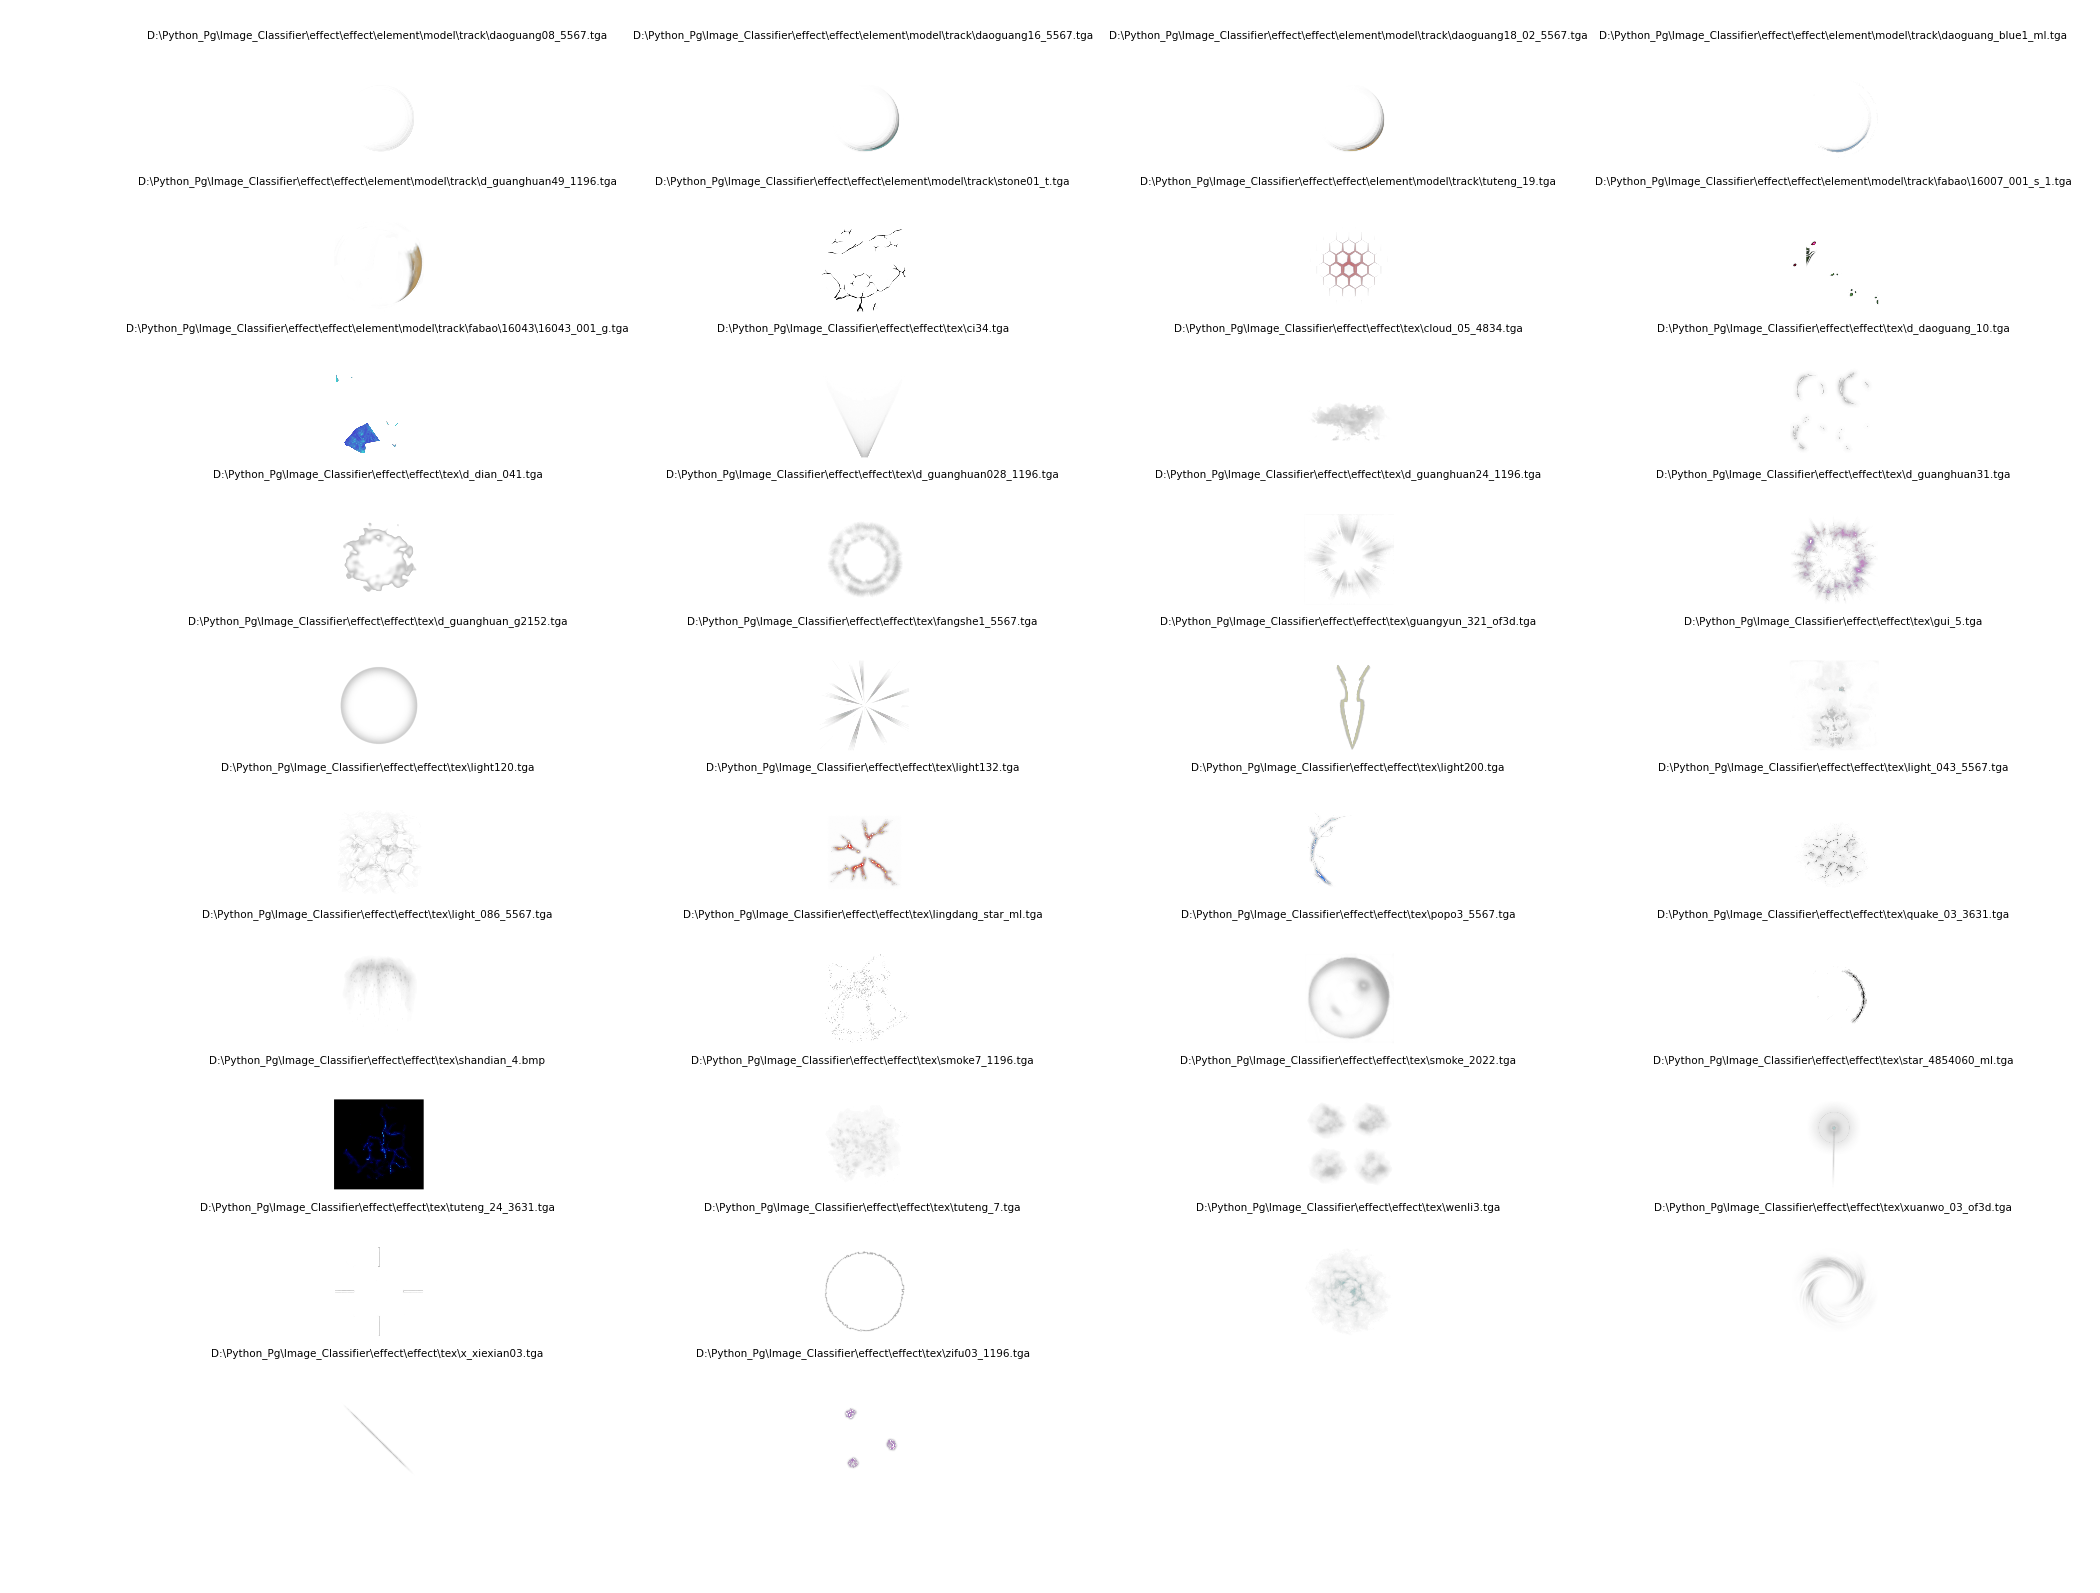 D:\Python_Pg\Image_Classifier\effect\effect\element\model\track\daoguang08_5567.tga
D:\Python_Pg\Image_Classifier\effect\effect\element\model\track\daoguang16_5567.tga
D:\Python_Pg\Image_Classifier\effect\effect\element\model\track\daoguang18_02_5567.tga
D:\Python_Pg\Image_Classifier\effect\effect\element\model\track\daoguang_blue1_ml.tga
D:\Python_Pg\Image_Classifier\effect\effect\element\model\track\d_guanghuan49_1196.tga
D:\Python_Pg\Image_Classifier\effect\effect\element\model\track\stone01_t.tga
D:\Python_Pg\Image_Classifier\effect\effect\element\model\track\tuteng_19.tga
D:\Python_Pg\Image_Classifier\effect\effect\element\model\track\fabao\16007_001_s_1.tga
D:\Python_Pg\Image_Classifier\effect\effect\element\model\track\fabao\16043\16043_001_g.tga
D:\Python_Pg\Image_Classifier\effect\effect\tex\ci34.tga
D:\Python_Pg\Image_Classifier\effect\effect\tex\cloud_05_4834.tga
D:\Python_Pg\Image_Classifier\effect\effect\tex\d_daoguang_10.tga
D:\Python_Pg\Image_Classifier\effect\effect\tex\d_dian_041.tga
D:\Python_Pg\Image_Classifier\effect\effect\tex\d_guanghuan028_1196.tga
D:\Python_Pg\Image_Classifier\effect\effect\tex\d_guanghuan24_1196.tga
D:\Python_Pg\Image_Classifier\effect\effect\tex\d_guanghuan31.tga
D:\Python_Pg\Image_Classifier\effect\effect\tex\d_guanghuan_g2152.tga
D:\Python_Pg\Image_Classifier\effect\effect\tex\fangshe1_5567.tga
D:\Python_Pg\Image_Classifier\effect\effect\tex\guangyun_321_of3d.tga
D:\Python_Pg\Image_Classifier\effect\effect\tex\gui_5.tga
D:\Python_Pg\Image_Classifier\effect\effect\tex\light120.tga
D:\Python_Pg\Image_Classifier\effect\effect\tex\light132.tga
D:\Python_Pg\Image_Classifier\effect\effect\tex\light200.tga
D:\Python_Pg\Image_Classifier\effect\effect\tex\light_043_5567.tga
D:\Python_Pg\Image_Classifier\effect\effect\tex\light_086_5567.tga
D:\Python_Pg\Image_Classifier\effect\effect\tex\lingdang_star_ml.tga
D:\Python_Pg\Image_Classifier\effect\effect\tex\popo3_5567.tga
D:\Python_Pg\Image_Classifier\effect\effect\tex\quake_03_3631.tga
D:\Python_Pg\Image_Classifier\effect\effect\tex\shandian_4.bmp
D:\Python_Pg\Image_Classifier\effect\effect\tex\smoke7_1196.tga
D:\Python_Pg\Image_Classifier\effect\effect\tex\smoke_2022.tga
D:\Python_Pg\Image_Classifier\effect\effect\tex\star_4854060_ml.tga
D:\Python_Pg\Image_Classifier\effect\effect\tex\tuteng_24_3631.tga
D:\Python_Pg\Image_Classifier\effect\effect\tex\tuteng_7.tga
D:\Python_Pg\Image_Classifier\effect\effect\tex\wenli3.tga
D:\Python_Pg\Image_Classifier\effect\effect\tex\xuanwo_03_of3d.tga
D:\Python_Pg\Image_Classifier\effect\effect\tex\x_xiexian03.tga
D:\Python_Pg\Image_Classifier\effect\effect\tex\zifu03_1196.tga